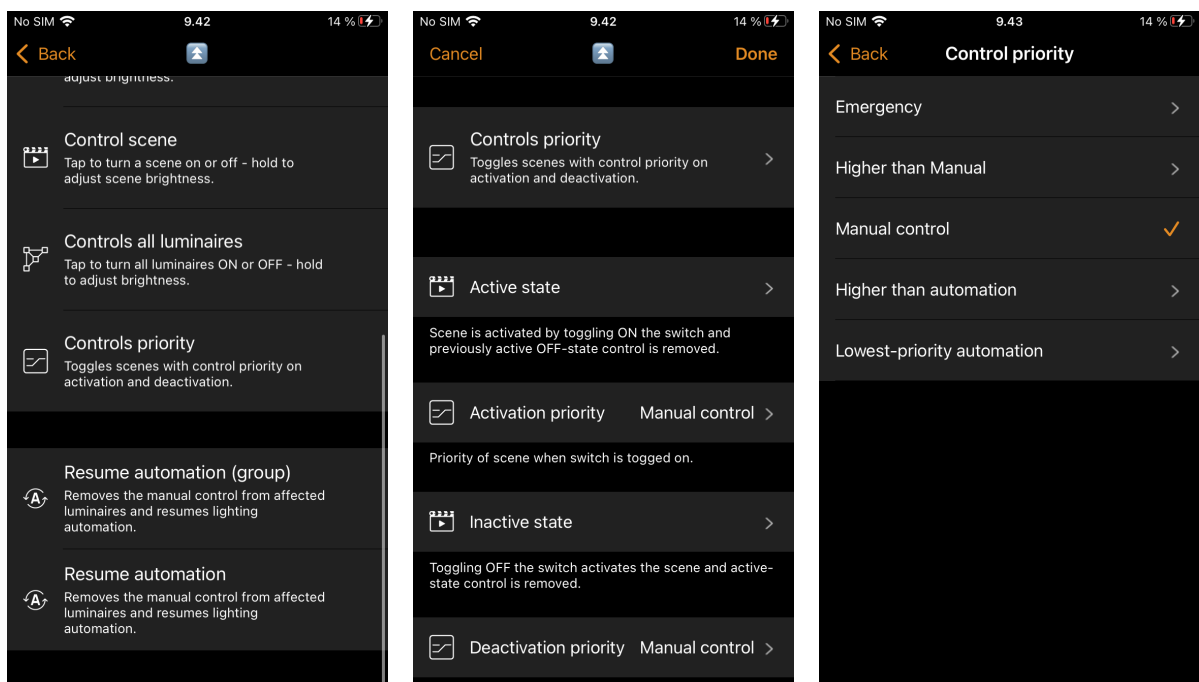 No SIM 9.42 14 %
Back
adjust brightness.
Control scene
Tap to turn a scene on or off - hold to
adjust scene brightness.
Controls all luminaires
Tap to turn all luminaires ON or OFF - hold
to adjust brightness.
Controls priority
Toggles scenes with control priority on
activation and deactivation.
Resume automation (group)
Removes the manual control from affected
luminaires and resumes lighting
automation.
Resume automation
Removes the manual control from affected
luminaires and resumes lighting
automation.
No SIM 9.42 14 %
Cancel Done
Controls priority
Toggles scenes with control priority on
activation and deactivation.
Active state
Scene is activated by toggling ON the switch and
previously active OFF-state control is removed.
Activation priority Manual control
Priority of scene when switch is togged on.
Inactive state
Toggling OFF the switch activates the scene and active-
state control is removed.
Deactivation priority Manual control
No SIM 9.43 14 %
Back Control priority
Emergency
Higher than Manual
Manual control
Higher than automation
Lowest-priority automation